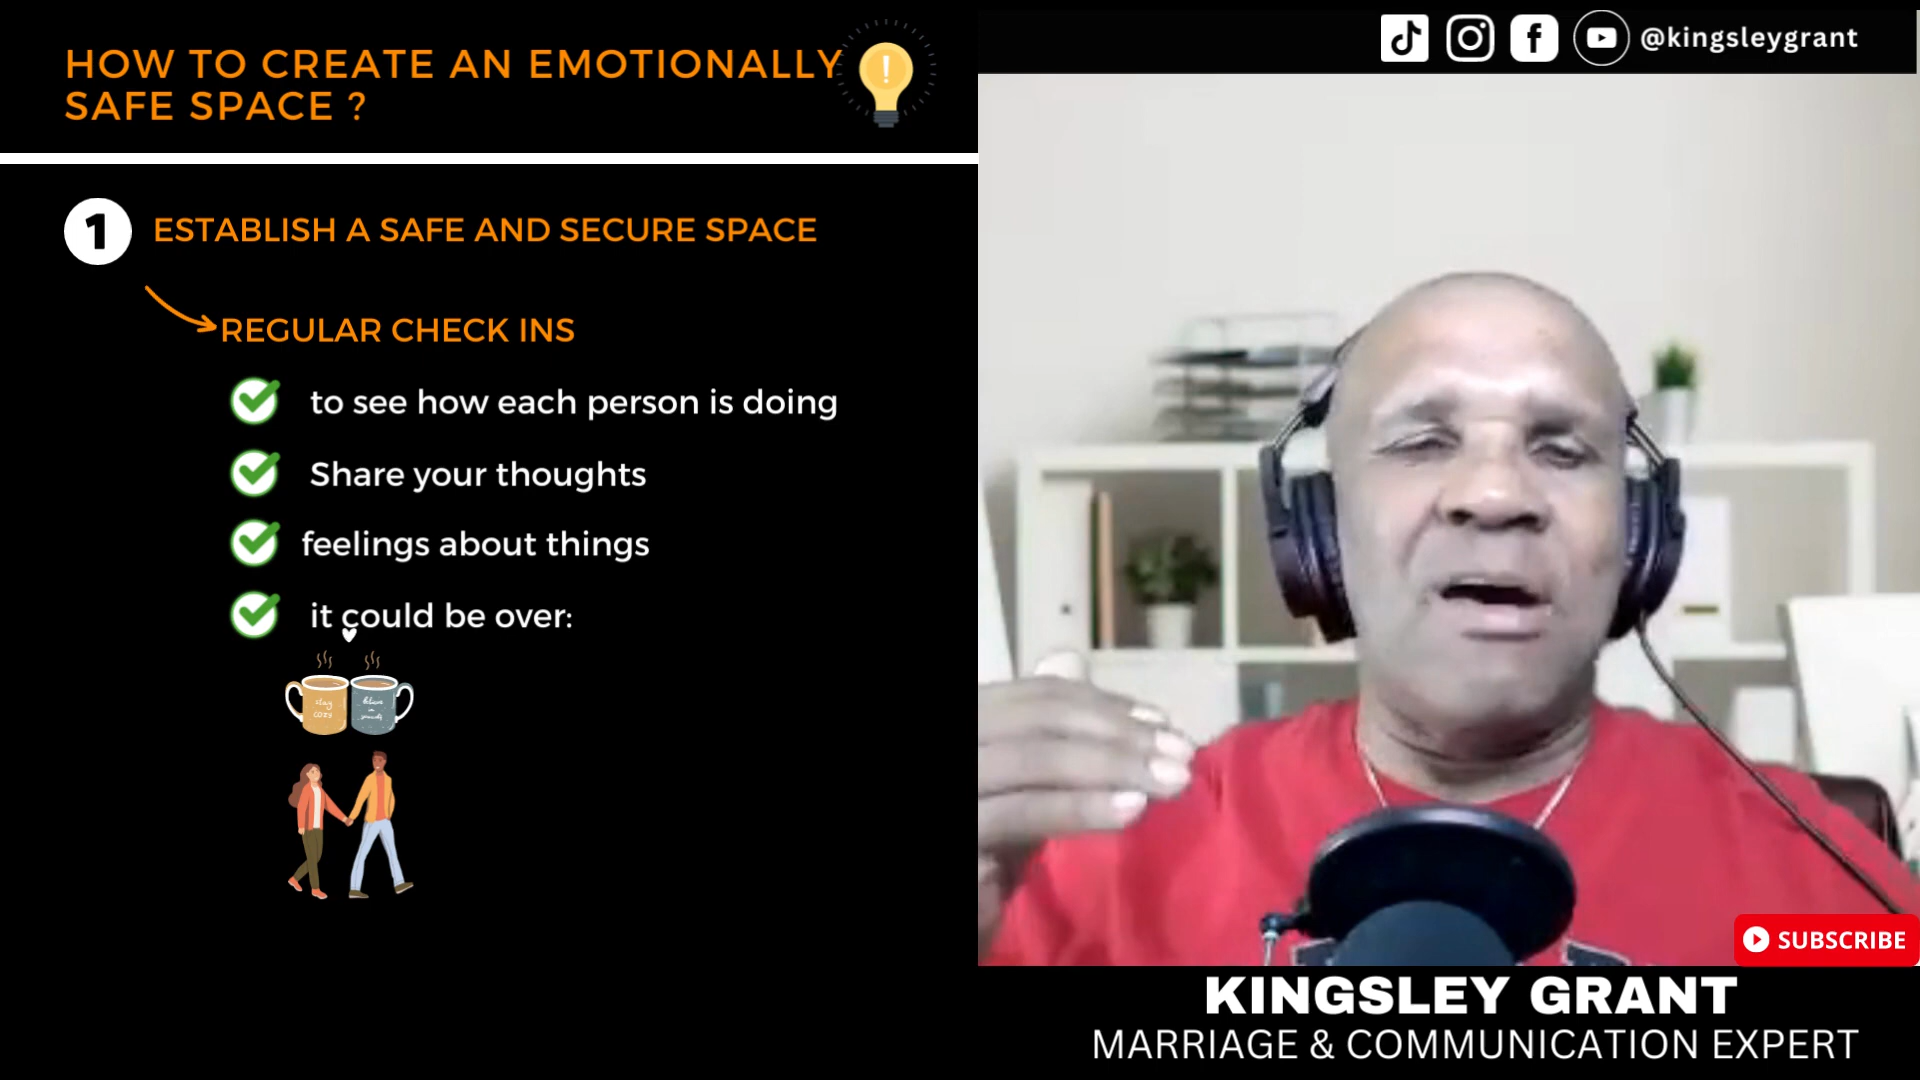 HOW TO CREATE AN EMOTIONALLY
SAFE SPACE ?
1
ESTABLISH A SAFE AND SECURE SPACE
REGULAR CHECK INS
to see how each person is doing
Share your thoughts
feelings about things
it could be over:
stay
cozy
@kingsleygrant
SUBSCRIBE
KINGSLEY GRANT
MARRIAGE & COMMUNICATION EXPERT